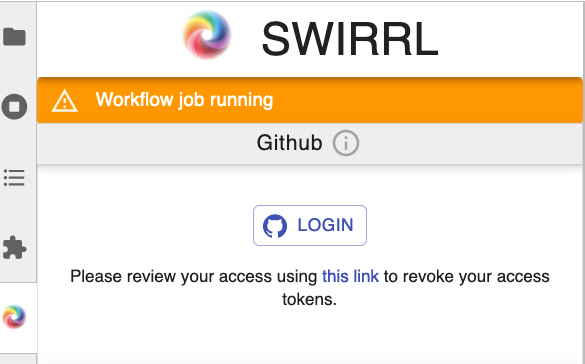 SWIRRL
Workflow job running
Github
LOGIN
Please review your access using this link to revoke your access
tokens.